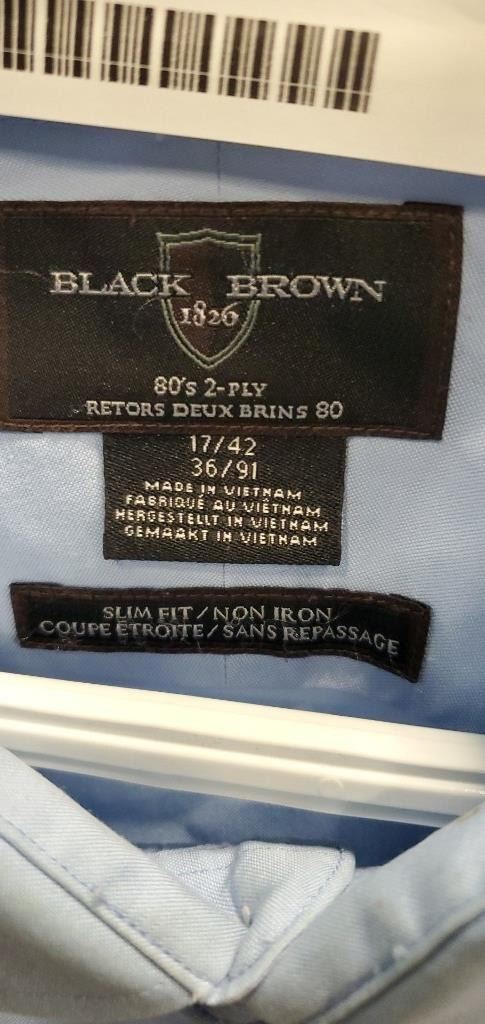 BLACK BROWN
1826
80'S 2-PLY
RETORS DEUX BRINS 80
17/42
36/91
MADE IN VIETNAM
FABRIQUÉ AU VIÊTNAM
HERGESTELLT IN VIETNAM
GEMAAKT IN VIETNAM
SLIM FIT / NON IRON
COUPE ÉTROITE / SANS REPASSAGE